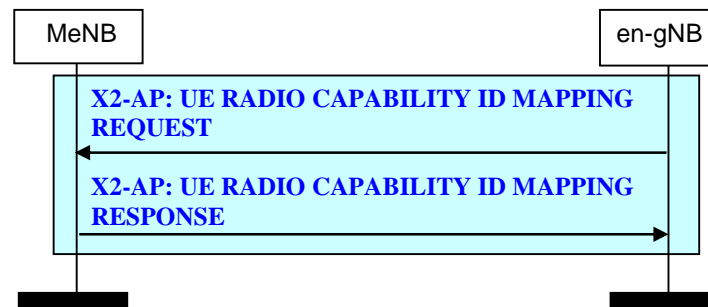 MeNB
en-gNB
X2-AP: UE RADIO CAPABILITY ID MAPPING
REQUEST
X2-AP: UE RADIO CAPABILITY ID MAPPING
RESPONSE